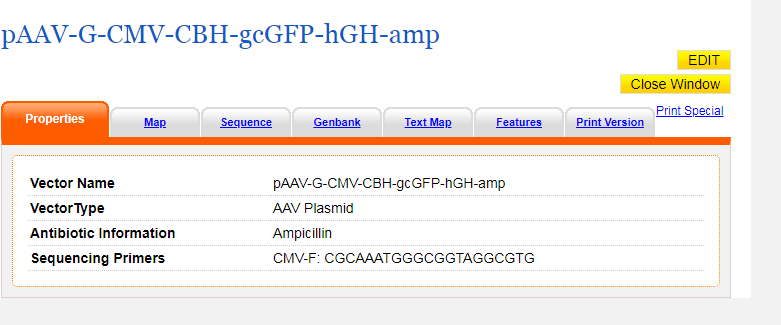 pAAV-G-CMV-CBH-gcGFP-hGH-amp
EDIT
Close Window
Properties Map Sequence Genbank Text Map Features Print Version Print Special
Vector Name pAAV-G-CMV-CBH-gcGFP-hGH-amp
VectorType AAV Plasmid
Antibiotic Information Ampicillin
Sequencing Primers CMV-F: CGCAAATGGGCGGTAGGCGTG